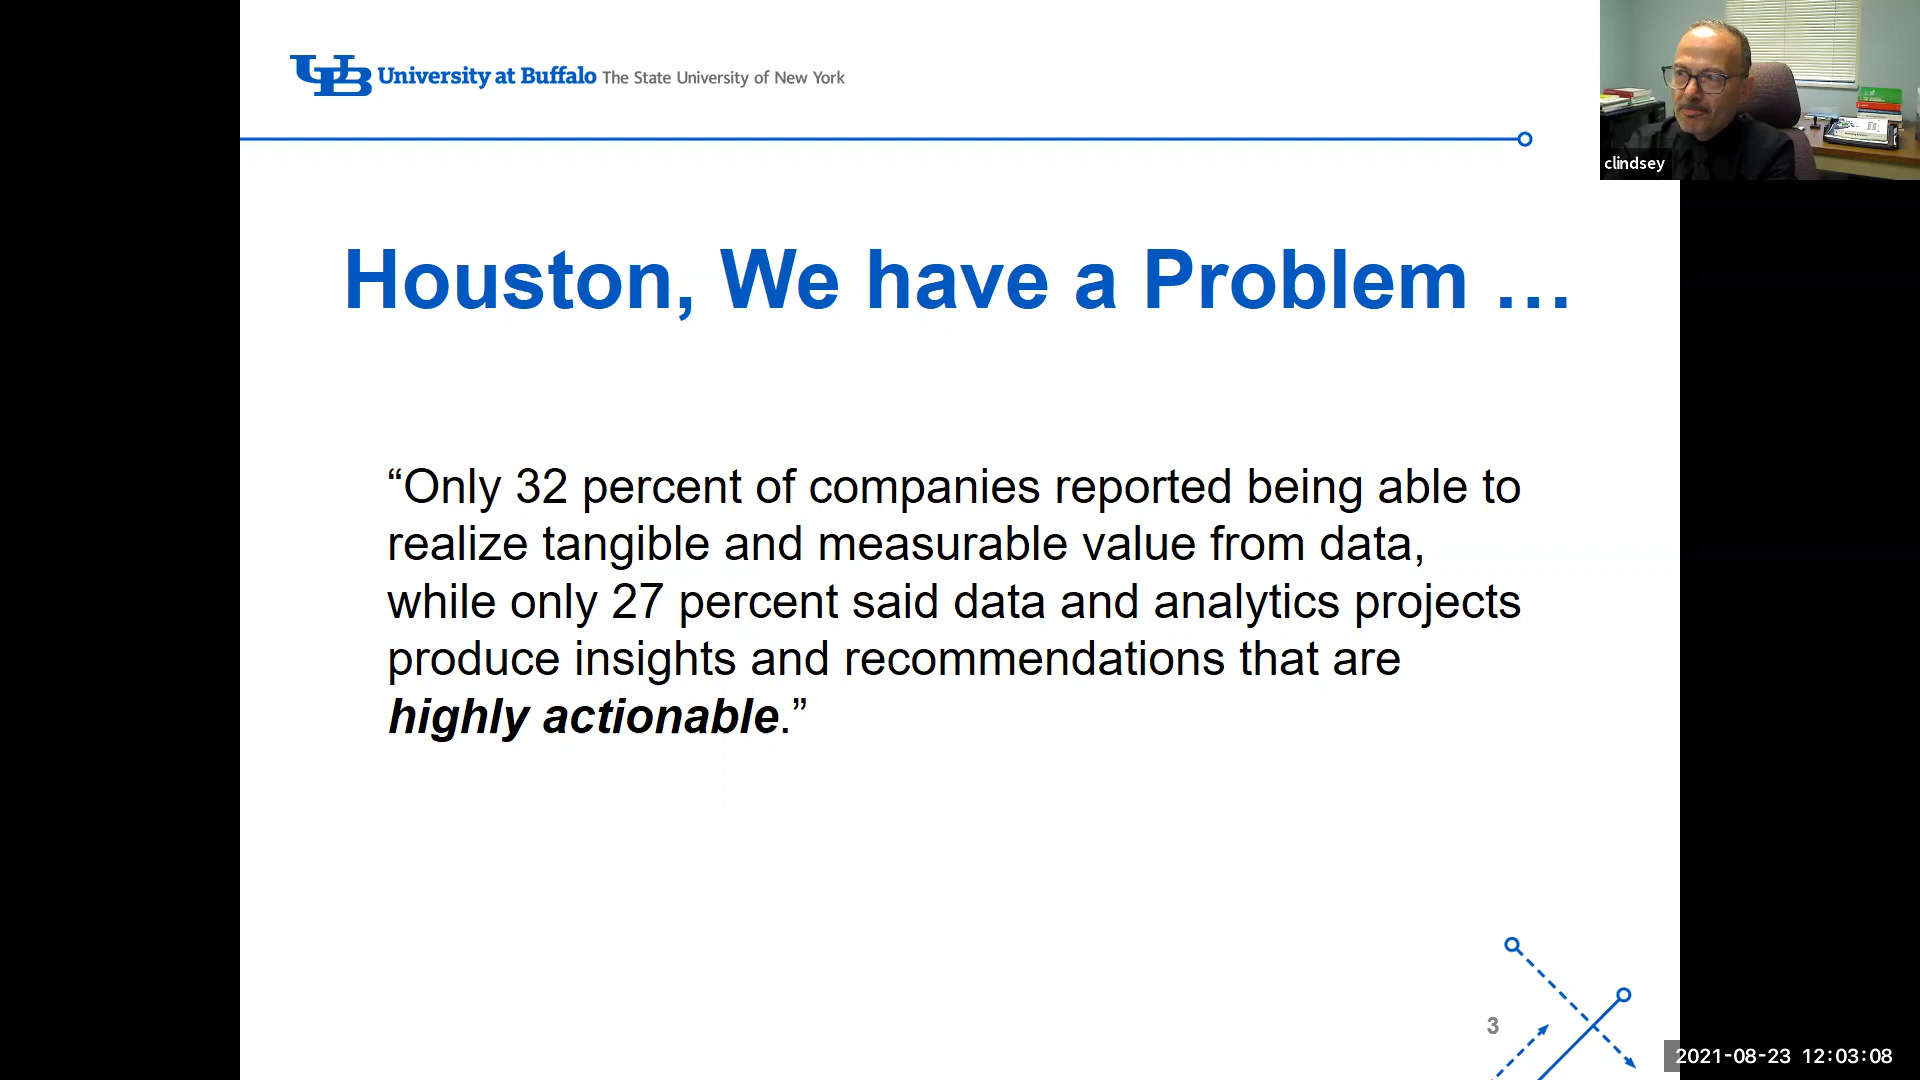 UB University at Buffalo The State University of New York
clindsey
Houston, We have a Problem …
“Only 32 percent of companies reported being able to
realize tangible and measurable value from data,
while only 27 percent said data and analytics projects
produce insights and recommendations that are
highly actionable.”
3
2021-08-23 12:03:08